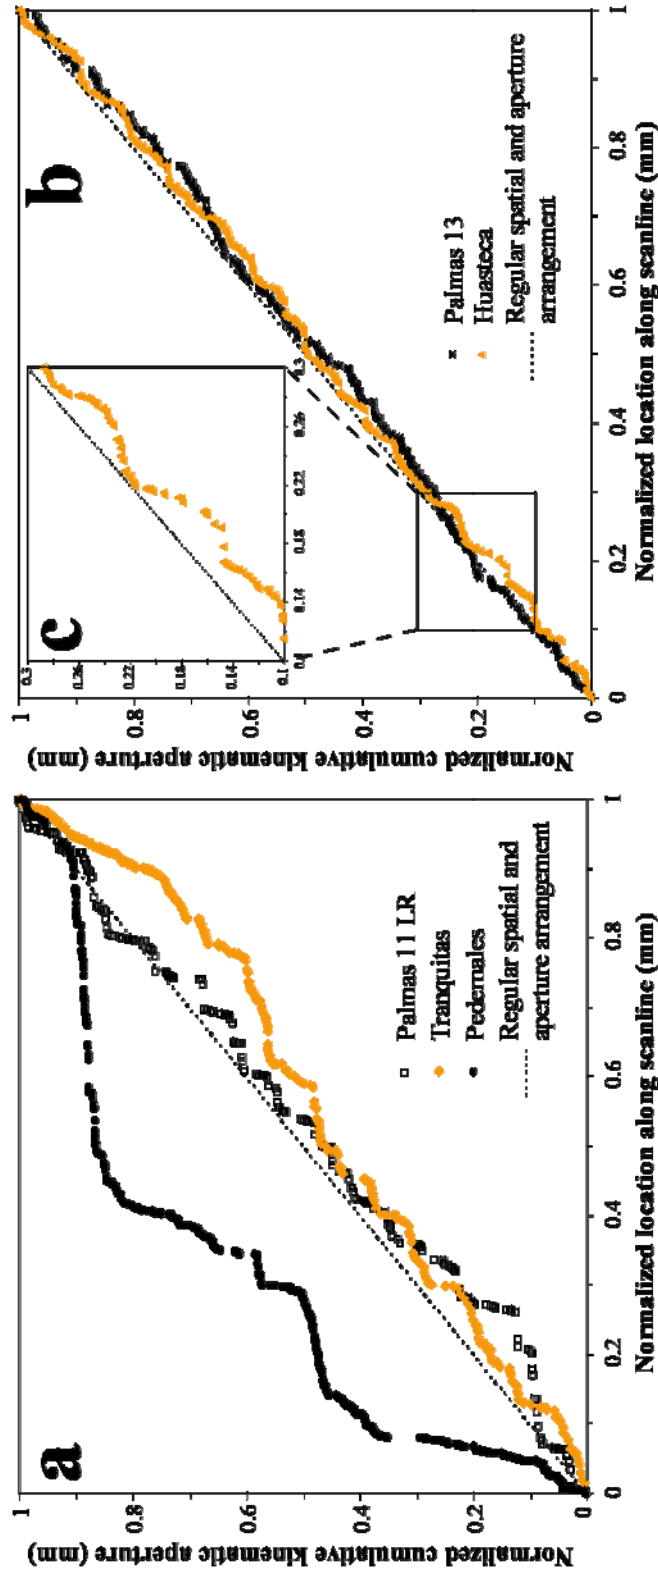 a
Normalized cumulative kinematic aperture (mm)
1
0.8
0.6
0.4
0.2
0
0
0.2
0.4
0.6
0.8
1
Normalized location along scanline (mm)
Palmas 11 LR
Tranquitas
Pedernales
Regular spatial and
aperture arrangement
b
Normalized cumulative kinematic aperture (mm)
1
0.8
0.6
0.4
0.2
0
0
0.2
0.4
0.6
0.8
1
Normalized location along scanline (mm)
Palmas 13
Huasteca
Regular spatial and aperture
arrangement
c
0.3
0.26
0.22
0.18
0.14
0.1
0.1
0.14
0.18
0.22
0.26
0.3